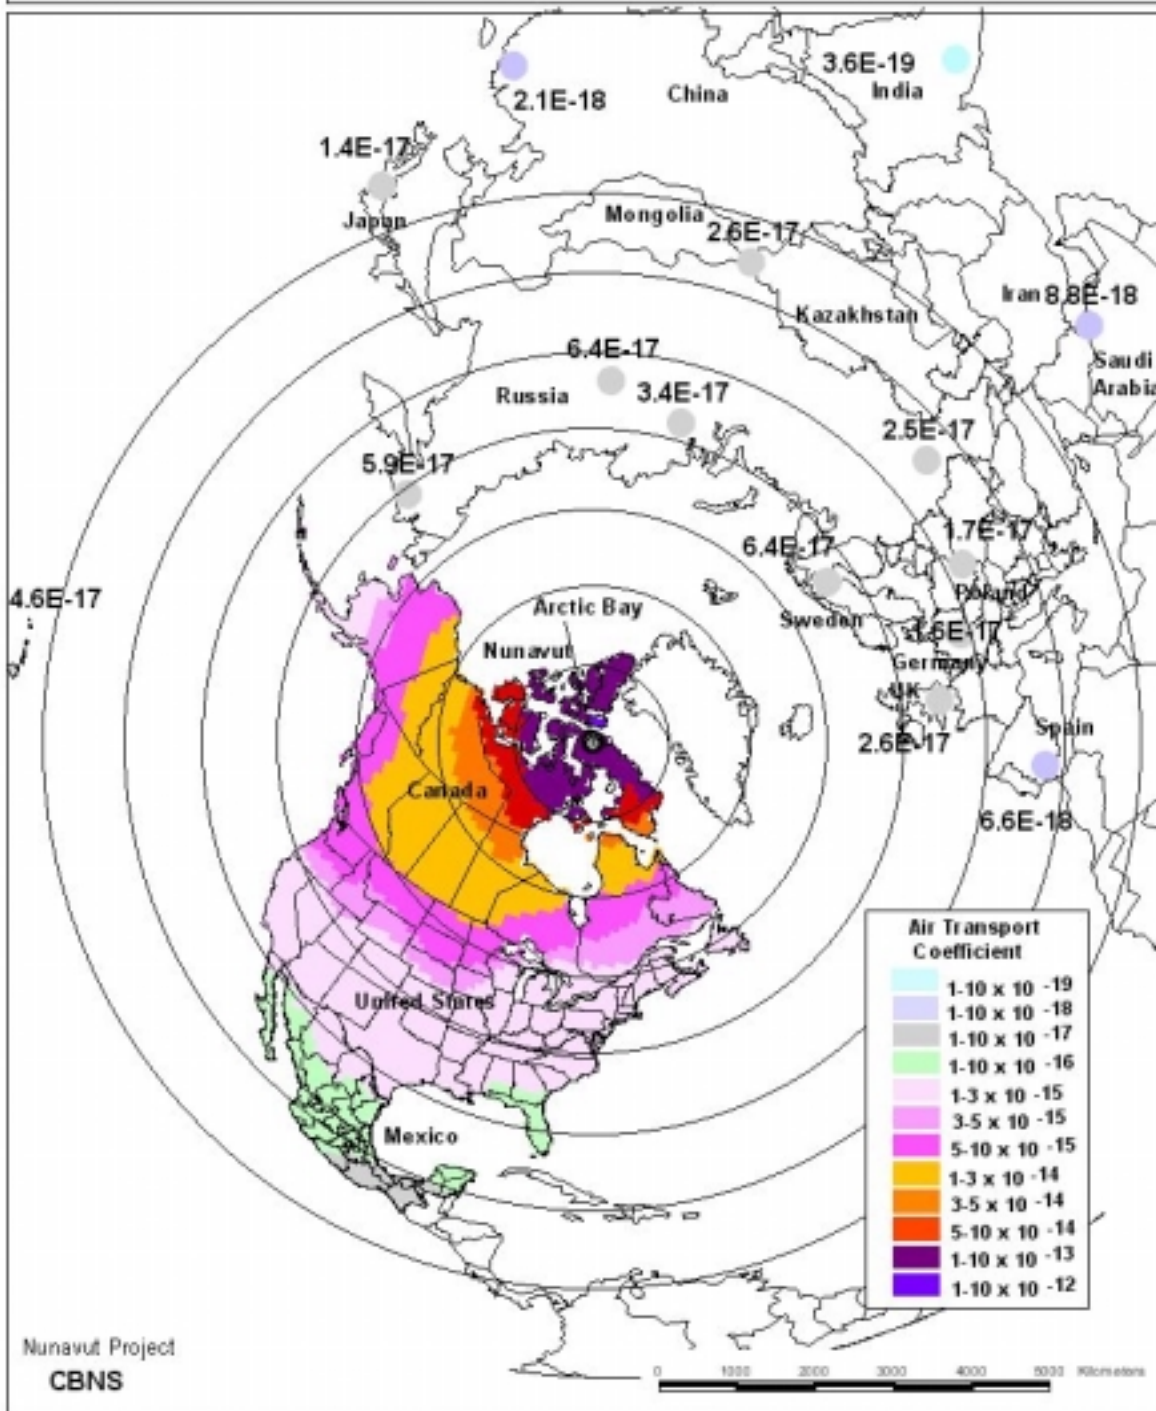 3.6E-19
India
China
2.1E-18
1.4E-17
Japan
Mongolia
2.6E-17
Iran 8.8E-18
Kazakhstan
Saudi
Arabia
6.4E-17
Russia
3.4E-17
2.5E-17
5.9E-17
1.7E-17
6.4E-17
4.6E-17
Poland
Arctic Bay
Sweden
1.5E-17
Nunavut
Germany
UK
2.6E-17
Spain
6.6E-18
Canada
United States
Mexico
Air Transport
Coefficient
1-10 x 10 -19
1-10 x 10 -18
1-10 x 10 -17
1-10 x 10 -16
1-3 x 10 -15
3-5 x 10 -15
5-10 x 10 -15
1-3 x 10 -14
3-5 x 10 -14
5-10 x 10 -14
1-10 x 10 -13
1-10 x 10 -12
Nunavut Project
CBNS
0 1000 2000 3000 4000 5000 Kilometers